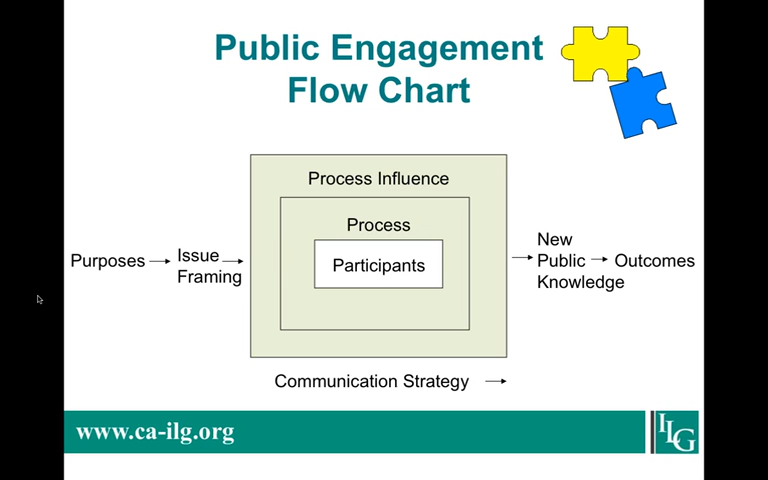 Public Engagement
Flow Chart
Process Influence
Process
Participants
Purposes
Issue
Framing
New
Public
Knowledge
Outcomes
Communication Strategy
www.ca-ilg.org
ILG